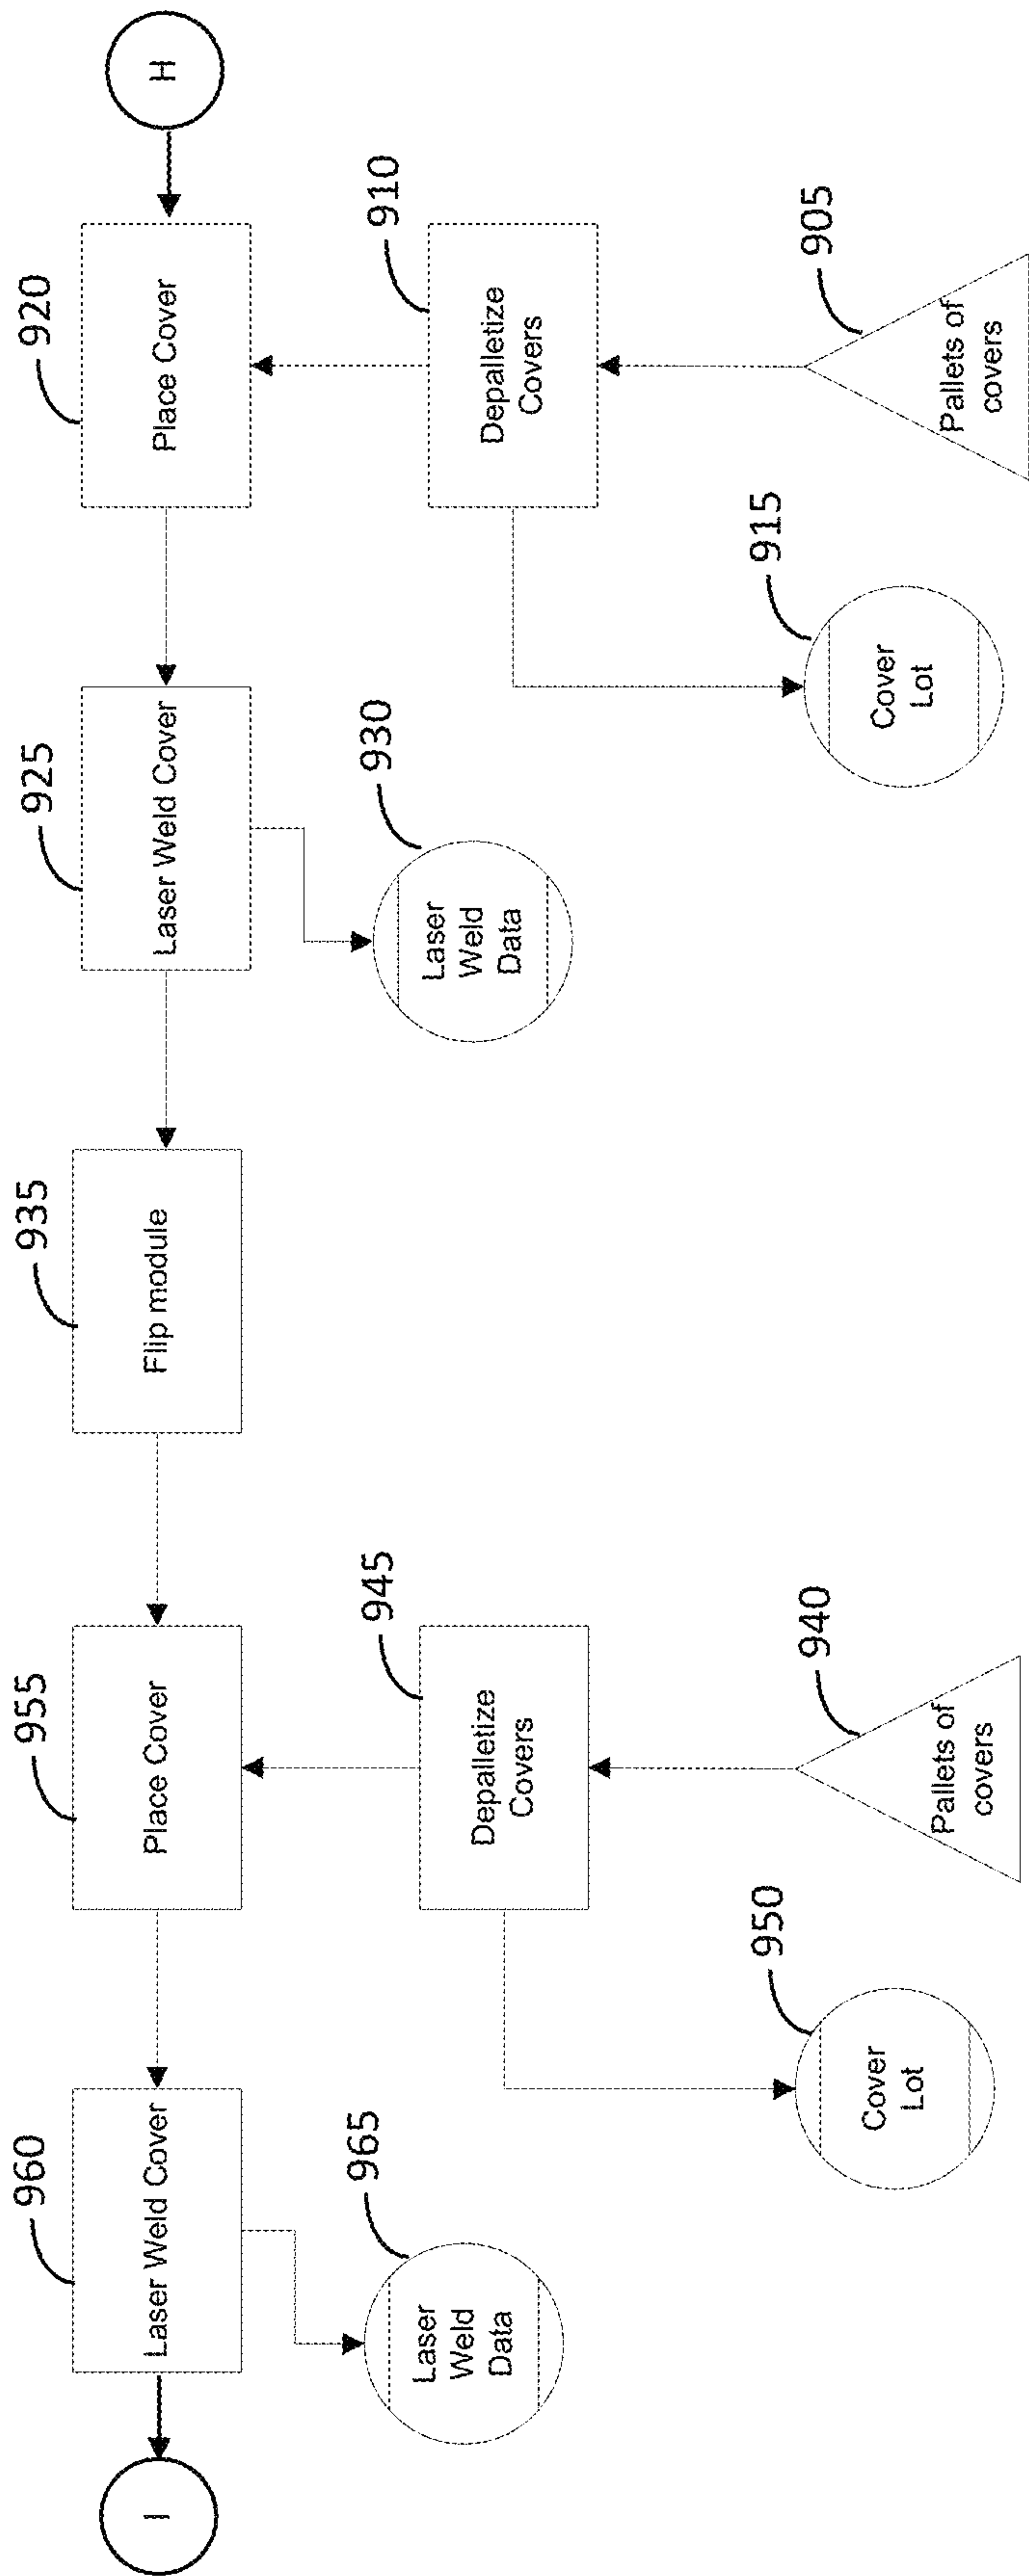 960
955
935
925
920
I
Laser Weld Cover
Place Cover
Flip module
Laser Weld Cover
Place Cover
H
965
945
930
910
Laser
Weld
Data
Depalletize
Covers
Laser
Weld
Data
Depalletize
Covers
950
940
915
905
Cover
Lot
Pallets of
covers
Cover
Lot
Pallets of
covers